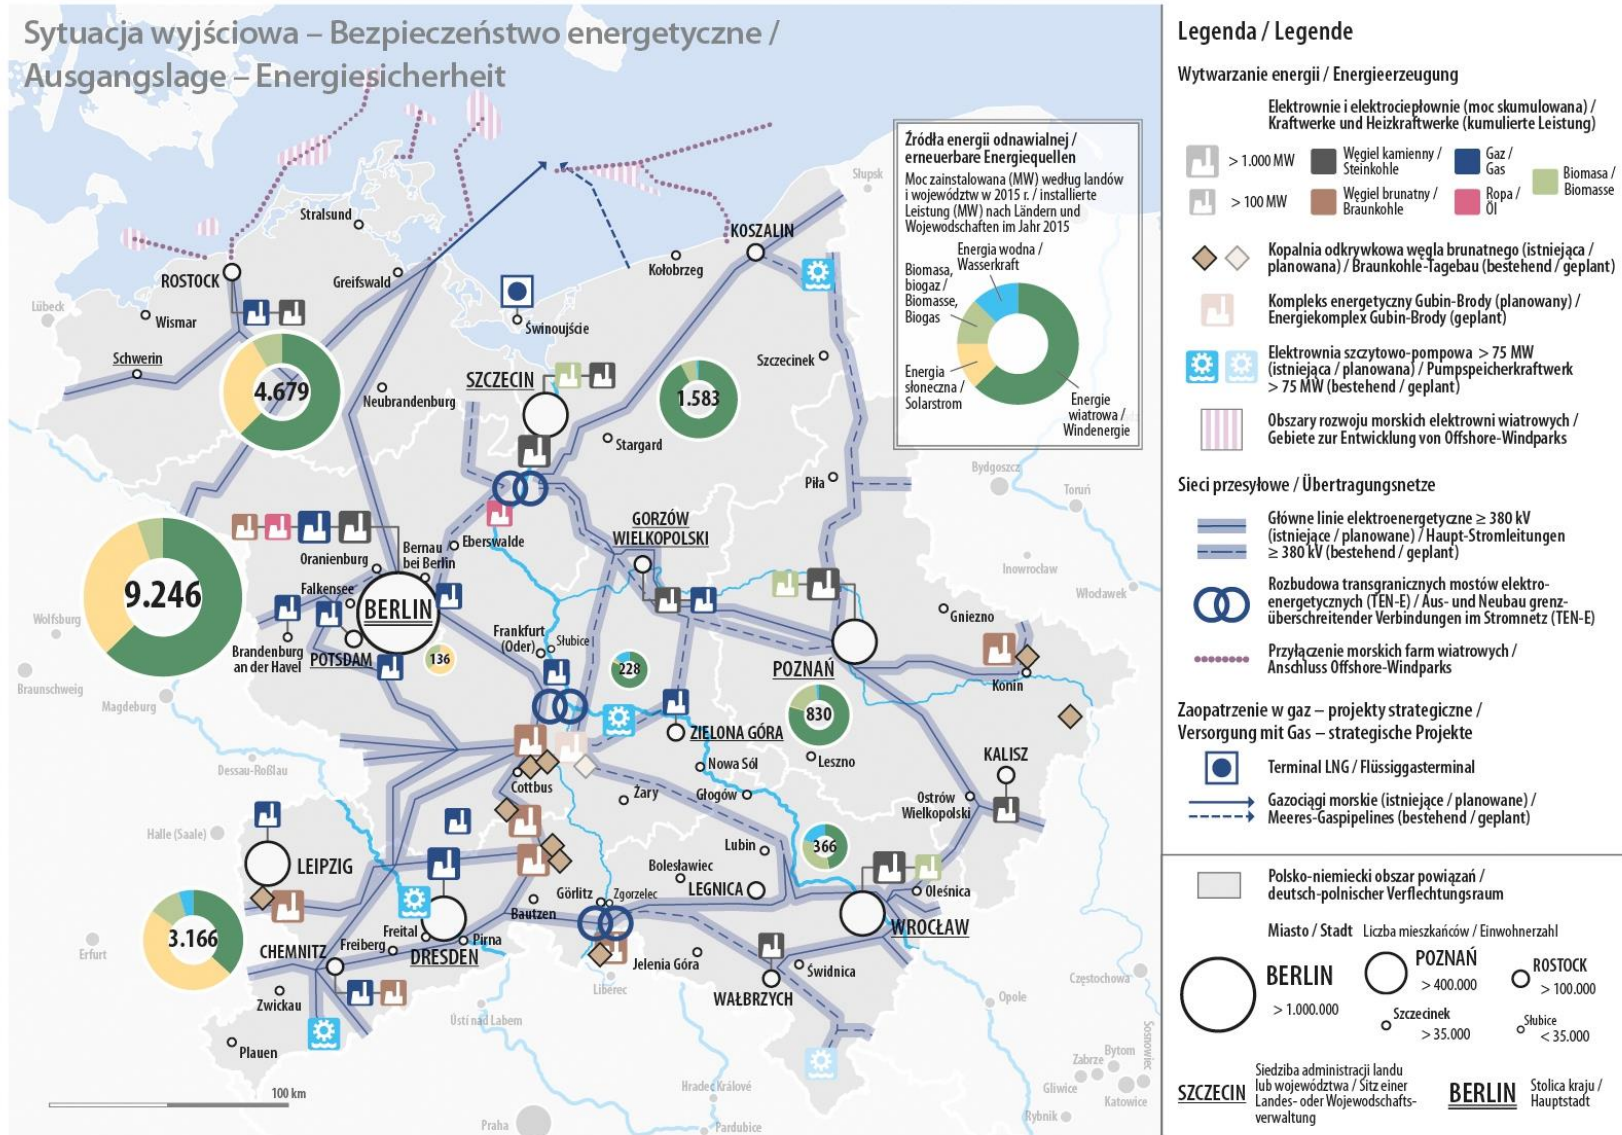 Sytuacja wyjściowa – Bezpieczeństwo energetyczne /
Ausgangslage – Energiesicherheit
Źródła energii odnawialnej /
erneuerbare Energiequellen
Moc zainstalowana (MW) według landów
i województw w 2015 r. / installierte
Leistung (MW) nach Ländern und
Wojewodschaften im Jahr 2015
Energia wodna /
Wasserkraft
Biomasa,
biogaz /
Biomasse,
Biogas
Energia
słoneczna /
Solarstrom
Energie
wiatrowa /
Windenergie
Słupsk
Stralsund
KOSZALIN
ROSTOCK
Greifswald
Kołobrzeg
Lübeck
Wismar
Świnoujście
Schwerin
Szczecinek
SZCZECIN
4.679
1.583
Neubrandenburg
Stargard
Bydgoszcz
Piła
Toruń
GORZÓW
WIELKOPOLSKI
Eberswalde
Oranienburg
Bernau
bei Berlin
Inowrocław
Falkensee
9.246
BERLIN
Włocławek
Wolfsburg
Gniezno
Frankfurt
(Oder)
Słubice
Brandenburg
an der Havel
POTSDAM
136
228
POZNAŃ
Konin
Braunschweig
Magdeburg
830
ZIELONA GÓRA
Leszno
KALISZ
Nowa Sól
Dessau-Roßlau
Cottbus
Żary
Głogów
Ostrów
Wielkopolski
Halle (Saale)
366
Lubin
LEIPZIG
Bolesławiec
LEGNICA
Oleśnica
Görlitz
Zgorzelec
Bautzen
WROCŁAW
3.166
Freital
Pirna
Freiberg
DRESDEN
CHEMNITZ
Erfurt
Jelenia Góra
Świdnica
Liberec
WAŁBRZYCH
Zwickau
Częstochowa
Opole
Ústí nad Labem
Plauen
Sosnowiec
Bytom
Zabrze
100 km
Hradec Králové
Gliwice
Katowice
Rybnik
Praha
Pardubice
Legenda / Legende
Wytwarzanie energii / Energieerzeugung
Elektrownie i elektrociepłownie (moc skumulowana) /
Kraftwerke und Heizkraftwerke (kumulierte Leistung)
> 1.000 MW
Węgiel kamienny /
Steinkohle
Gaz /
Gas
Biomasa /
Biomasse
> 100 MW
Węgiel brunatny /
Braunkohle
Ropa /
Öl
Kopalnia odkrywkowa węgla brunatnego (istniejąca /
planowana) / Braunkohle-Tagebau (bestehend / geplant)
Kompleks energetyczny Gubin-Brody (planowany) /
Energiekomplex Gubin-Brody (geplant)
Elektrownia szczytowo-pompowa > 75 MW
(istniejąca / planowana) / Pumpspeicherkraftwerk
> 75 MW (bestehend / geplant)
Obszary rozwoju morskich elektrowni wiatrowych /
Gebiete zur Entwicklung von Offshore-Windparks
Sieci przesyłowe / Übertragungsnetze
Główne linie elektroenergetyczne ≥ 380 kV
(istniejące / planowane) / Haupt-Stromleitungen
≥ 380 kV (bestehend / geplant)
Rozbudowa transgranicznych mostów elektro-
energetycznych (TEN-E) / Aus- und Neubau grenz-
überschreitender Verbindungen im Stromnetz (TEN-E)
Przyłączenie morskich farm wiatrowych /
Anschluss Offshore-Windparks
Zaopatrzenie w gaz – projekty strategiczne /
Versorgung mit Gas – strategische Projekte
Terminal LNG / Flüssiggasterminal
Gazociągi morskie (istniejące / planowane) /
Meeres-Gaspipelines (bestehend / geplant)
Polsko-niemiecki obszar powiązań /
deutsch-polnischer Verflechtungsraum
Miasto / Stadt Liczba mieszkańców / Einwohnerzahl
BERLIN
> 1.000.000
POZNAŃ
> 400.000
ROSTOCK
> 100.000
Szczecinek
> 35.000
Słubice
< 35.000
SZCZECIN
Siedziba administracji landu
lub województwa / Sitz einer
Landes- oder Wojewodschafts-
verwaltung
BERLIN
Stolica kraju /
Hauptstadt